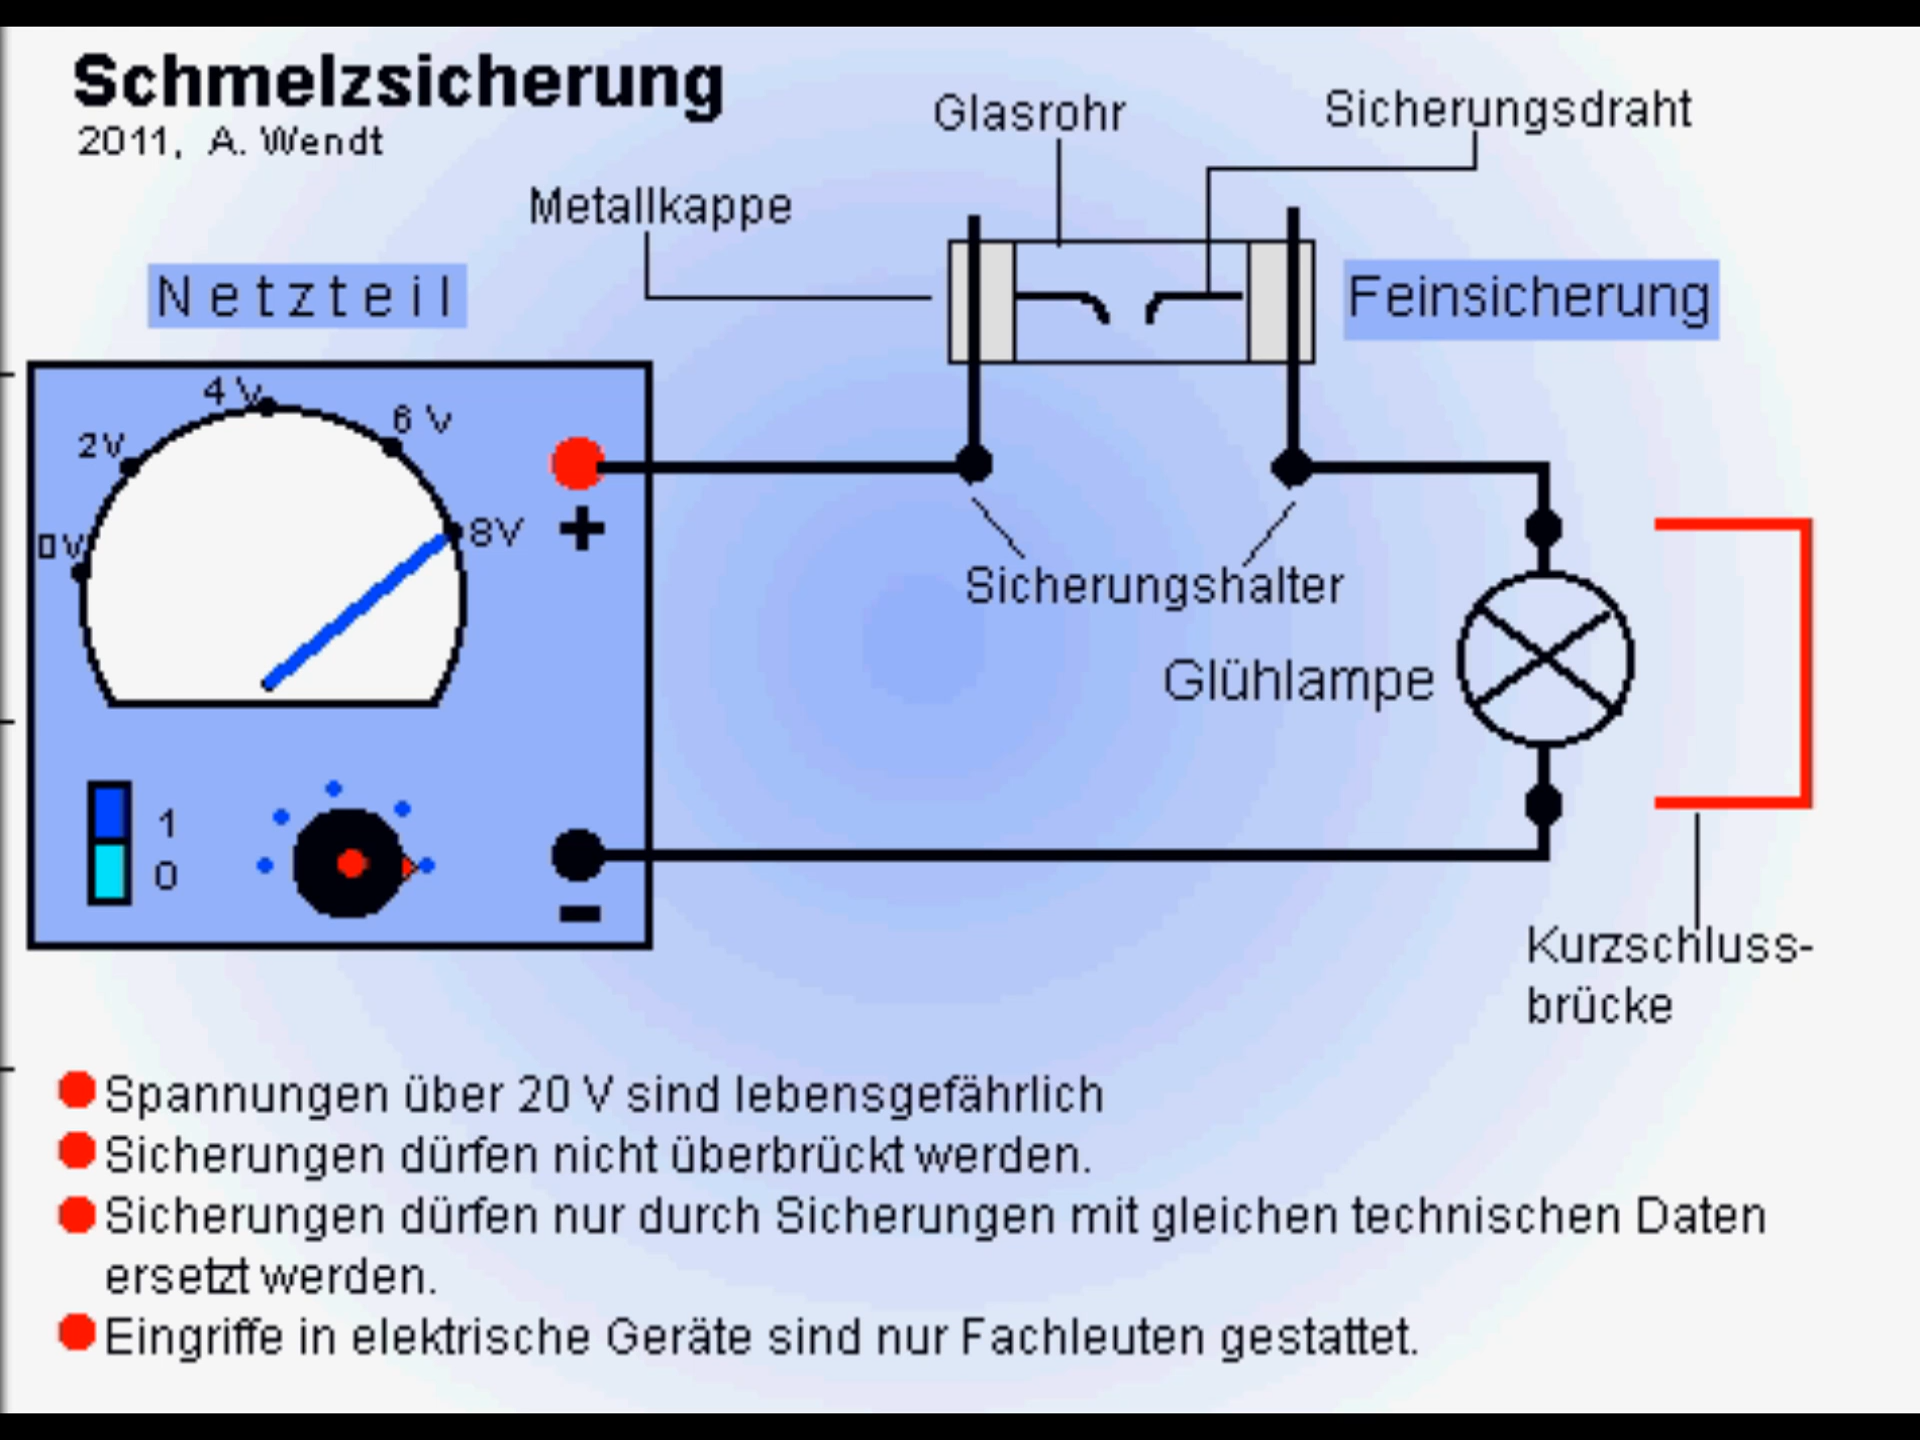 Schmelzsicherung
2011, A. Wendt
Glasrohr
Sicherungsdraht
Metallkappe
Netzteil
Feinsicherung
4 V
6 V
2V
0V
8V
+
Sicherungshalter
Glühlampe
1
0
-
Kurzschluss-
brücke
Spannungen über 20 V sind lebensgefährlich
Sicherungen dürfen nicht überbrückt werden.
Sicherungen dürfen nur durch Sicherungen mit gleichen technischen Daten
ersetzt werden.
Eingriffe in elektrische Geräte sind nur Fachleuten gestattet.